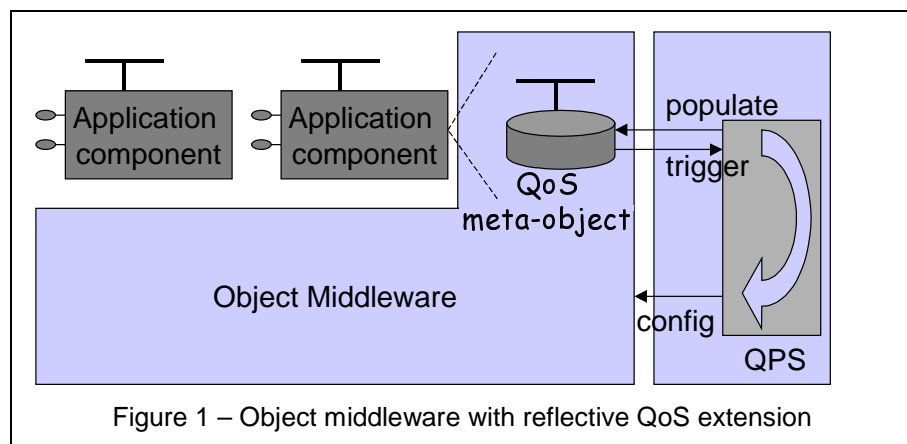 Application
component
Application
component
populate
trigger
QoS
meta-object
Object Middleware
config
QPS
Figure 1 – Object middleware with reflective QoS extension